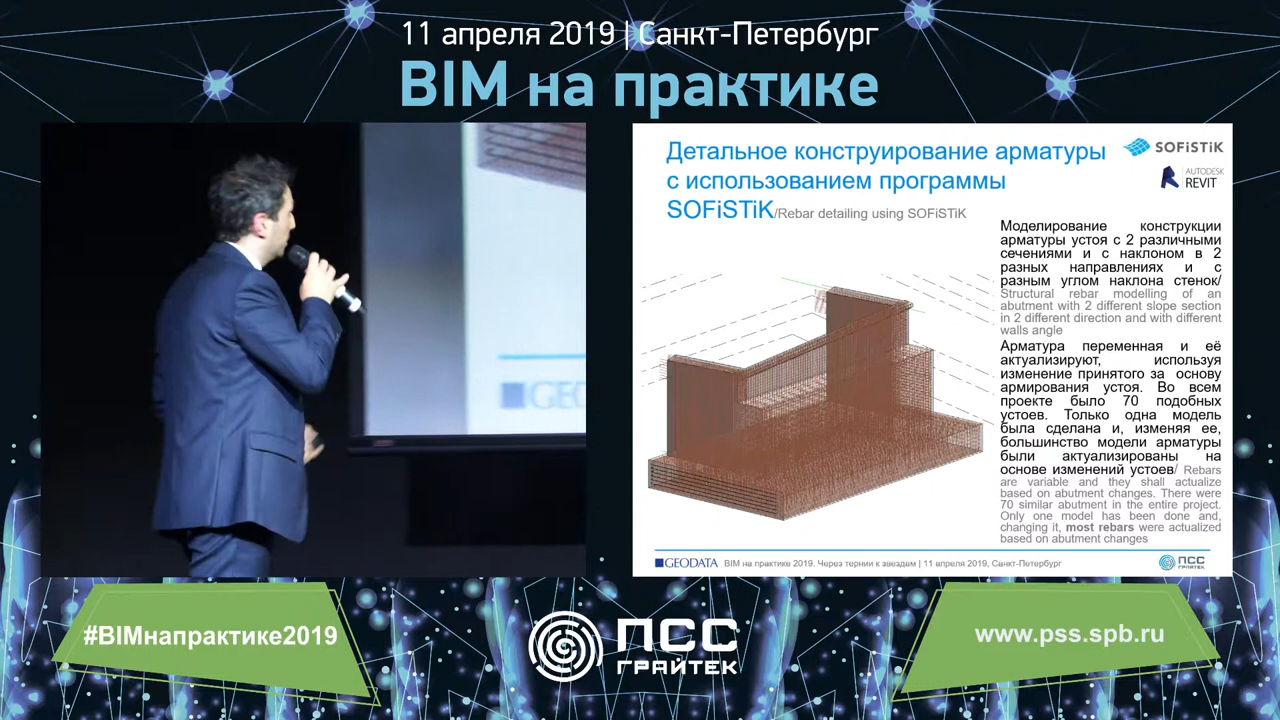 11 апреля 2019 | Санкт-Петербург
BIM на практике
GEOD
Детальное конструирование арматуры
с использованием программы
SOFiSTiK/Rebar detailing using SOFiSTiK
SOFiSTiK
AUTODESK
REVIT
Моделирование конструкции
арматуры устоя с 2 различными
сечениями и с наклоном в 2
разных направлениях и с
разным углом наклона стенок/
Structural rebar modelling of an
abutment with 2 different slope section
in 2 different direction and with different
walls angle
Арматура переменная и её
актуализируют, используя
изменение принятого за основу
армирования устоя. Во всем
проекте было 70 подобных
устоев. Только одна модель
была сделана и, изменяя ее,
большинство модели арматуры
были актуализированы на
основе изменений устоев/ Rebars
are variable and they shall actualize
based on abutment changes. There were
70 similar abutment in the entire project.
Only one model has been done and,
changing it, most rebars were actualized
based on abutment changes
GEODATA BIM на практике 2019. Через тернии к звездам | 11 апреля 2019, Санкт-Петербург
ПСС
ГРАЙТЕК
#BIMнапрактике2019
ПСС
ГРАЙТЕК
www.pss.spb.ru